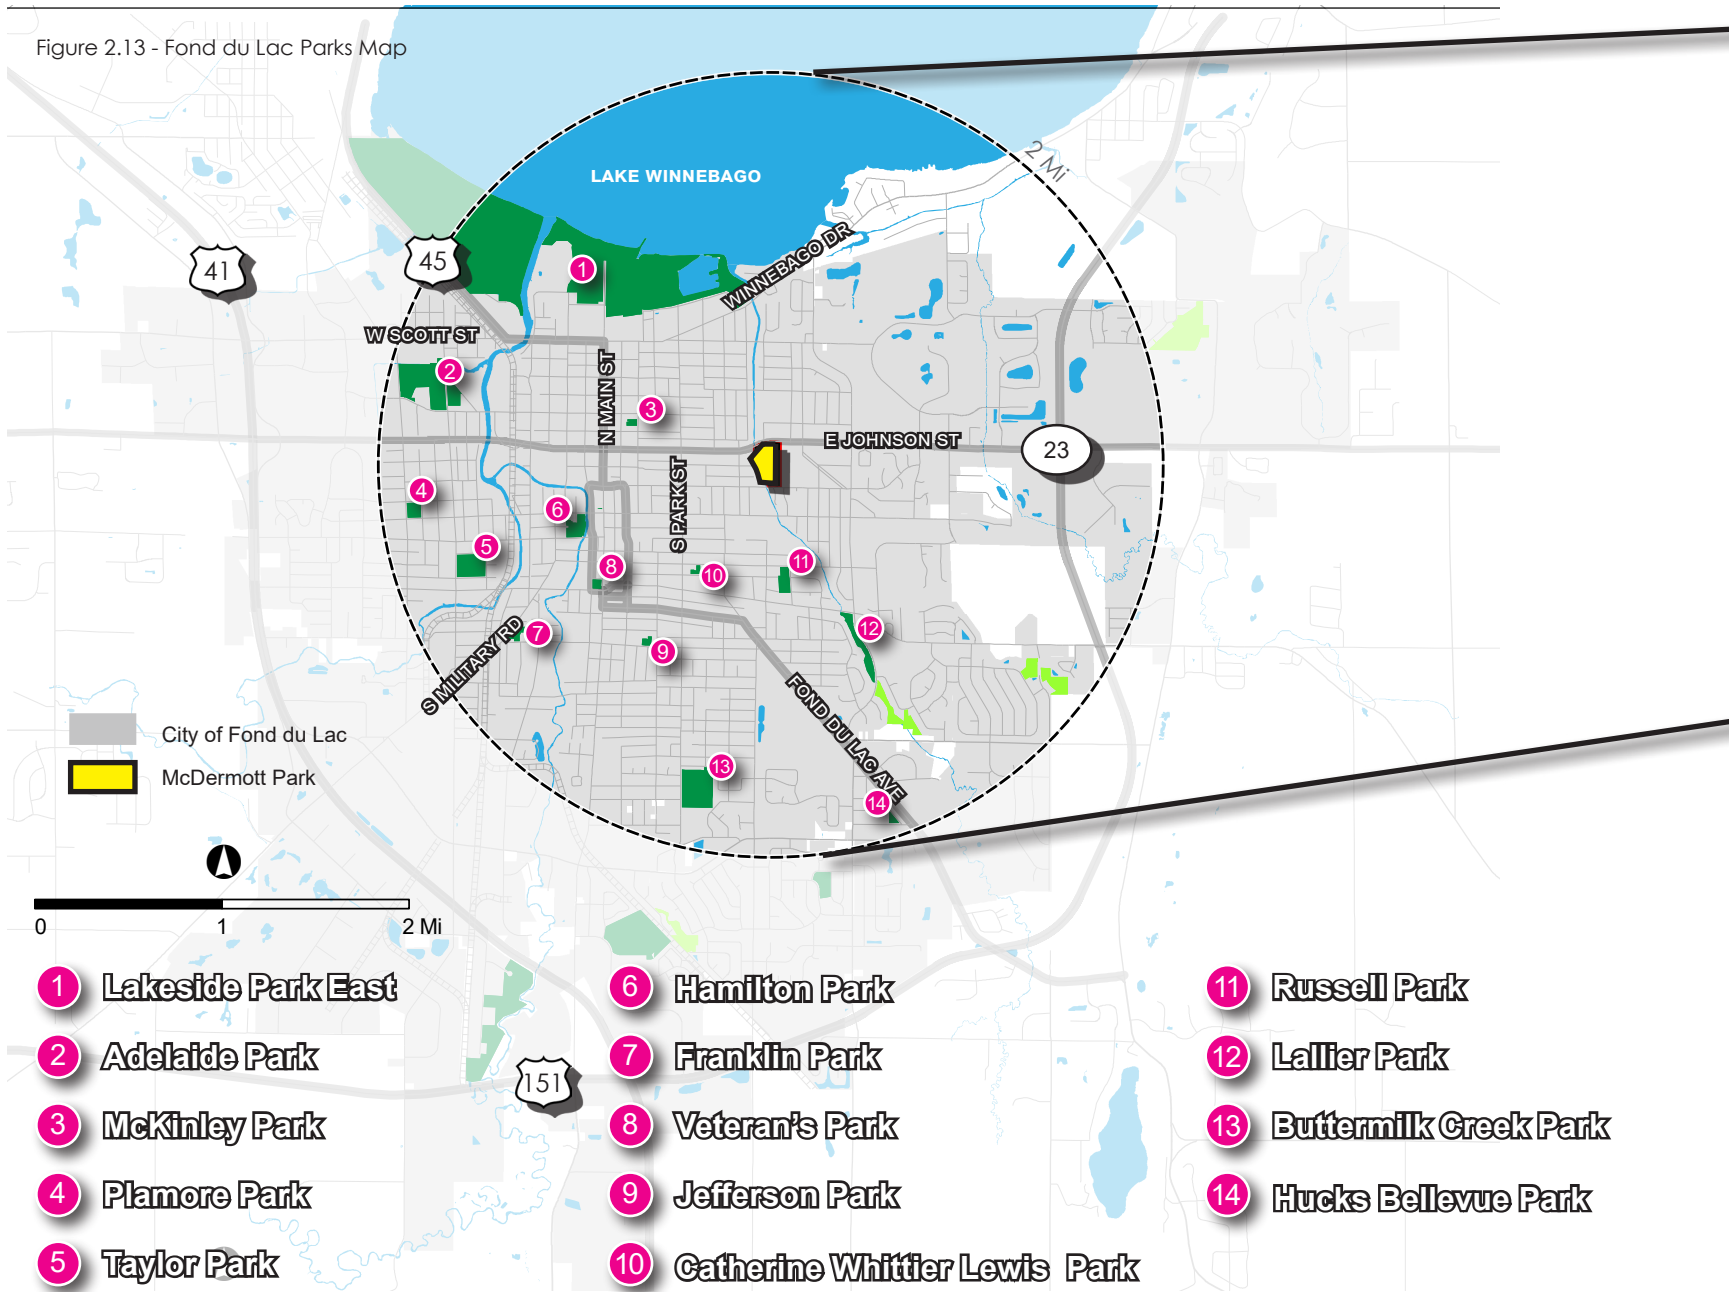 Figure 2.13 - Fond du Lac Parks Map
2 Mi
LAKE WINNEBAGO
41
45
1
WINNEBAGO DR
W SCOTT ST
2
N MAIN ST
3
E JOHNSON ST
23
S PARK ST
4
6
5
8
10
11
7
9
12
S MILITARY RD
FOND DU LAC AVE
13
14
City of Fond du Lac
McDermott Park
0 1 2 Mi
151
1 Lakeside Park East
2 Adelaide Park
3 McKinley Park
4 Plamore Park
5 Taylor Park
6 Hamilton Park
7 Franklin Park
8 Veteran's Park
9 Jefferson Park
10 Catherine Whittier Lewis Park
11 Russell Park
12 Lallier Park
13 Buttermilk Creek Park
14 Hucks Bellevue Park